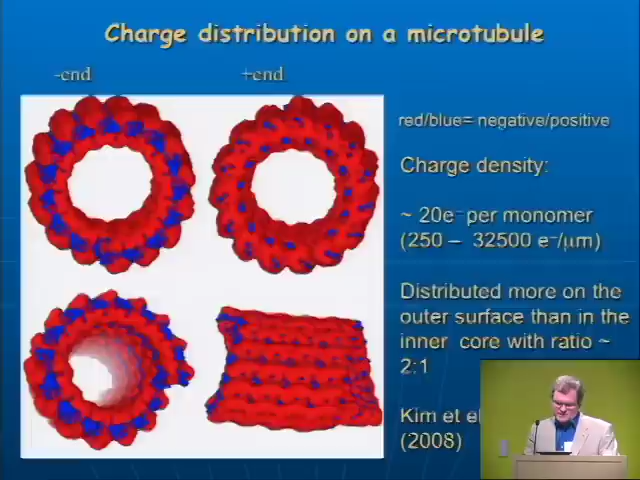 Charge distribution on a microtubule
-end
+end
red/blue= negative/positive
Charge density:
~ 20e⁻ per monomer
(250 – 32500 e⁻/μm)
Distributed more on the
outer surface than in the
inner core with ratio ~
2:1
Kim et
(2008)